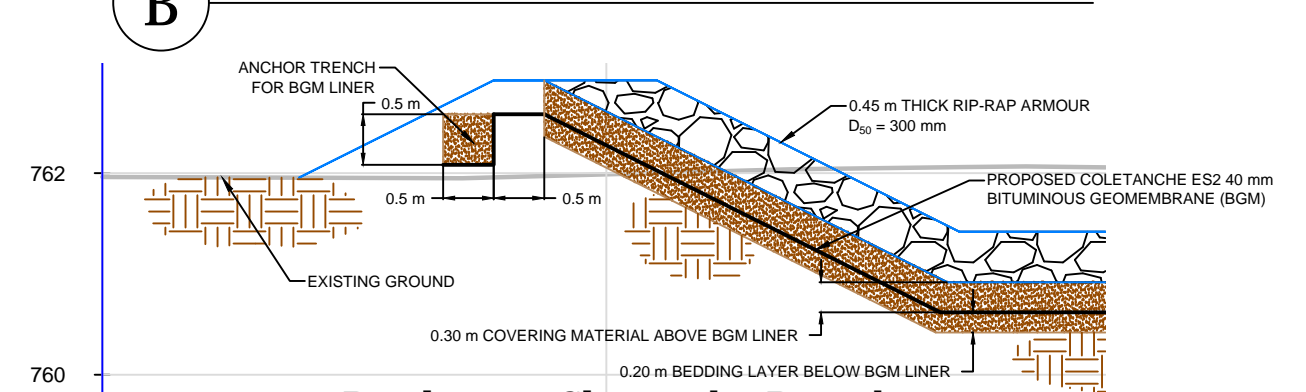 B
ANCHOR TRENCH
FOR BGM LINER
0.5 m
0.45 m THICK RIP-RAP ARMOUR
D50 = 300 mm
762
PROPOSED COLETANCHE ES2 40 mm
BITUMINOUS GEOMEMBRANE (BGM)
0.5 m
0.5 m
EXISTING GROUND
0.30 m COVERING MATERIAL ABOVE BGM LINER
0.20 m BEDDING LAYER BELOW BGM LINER
760